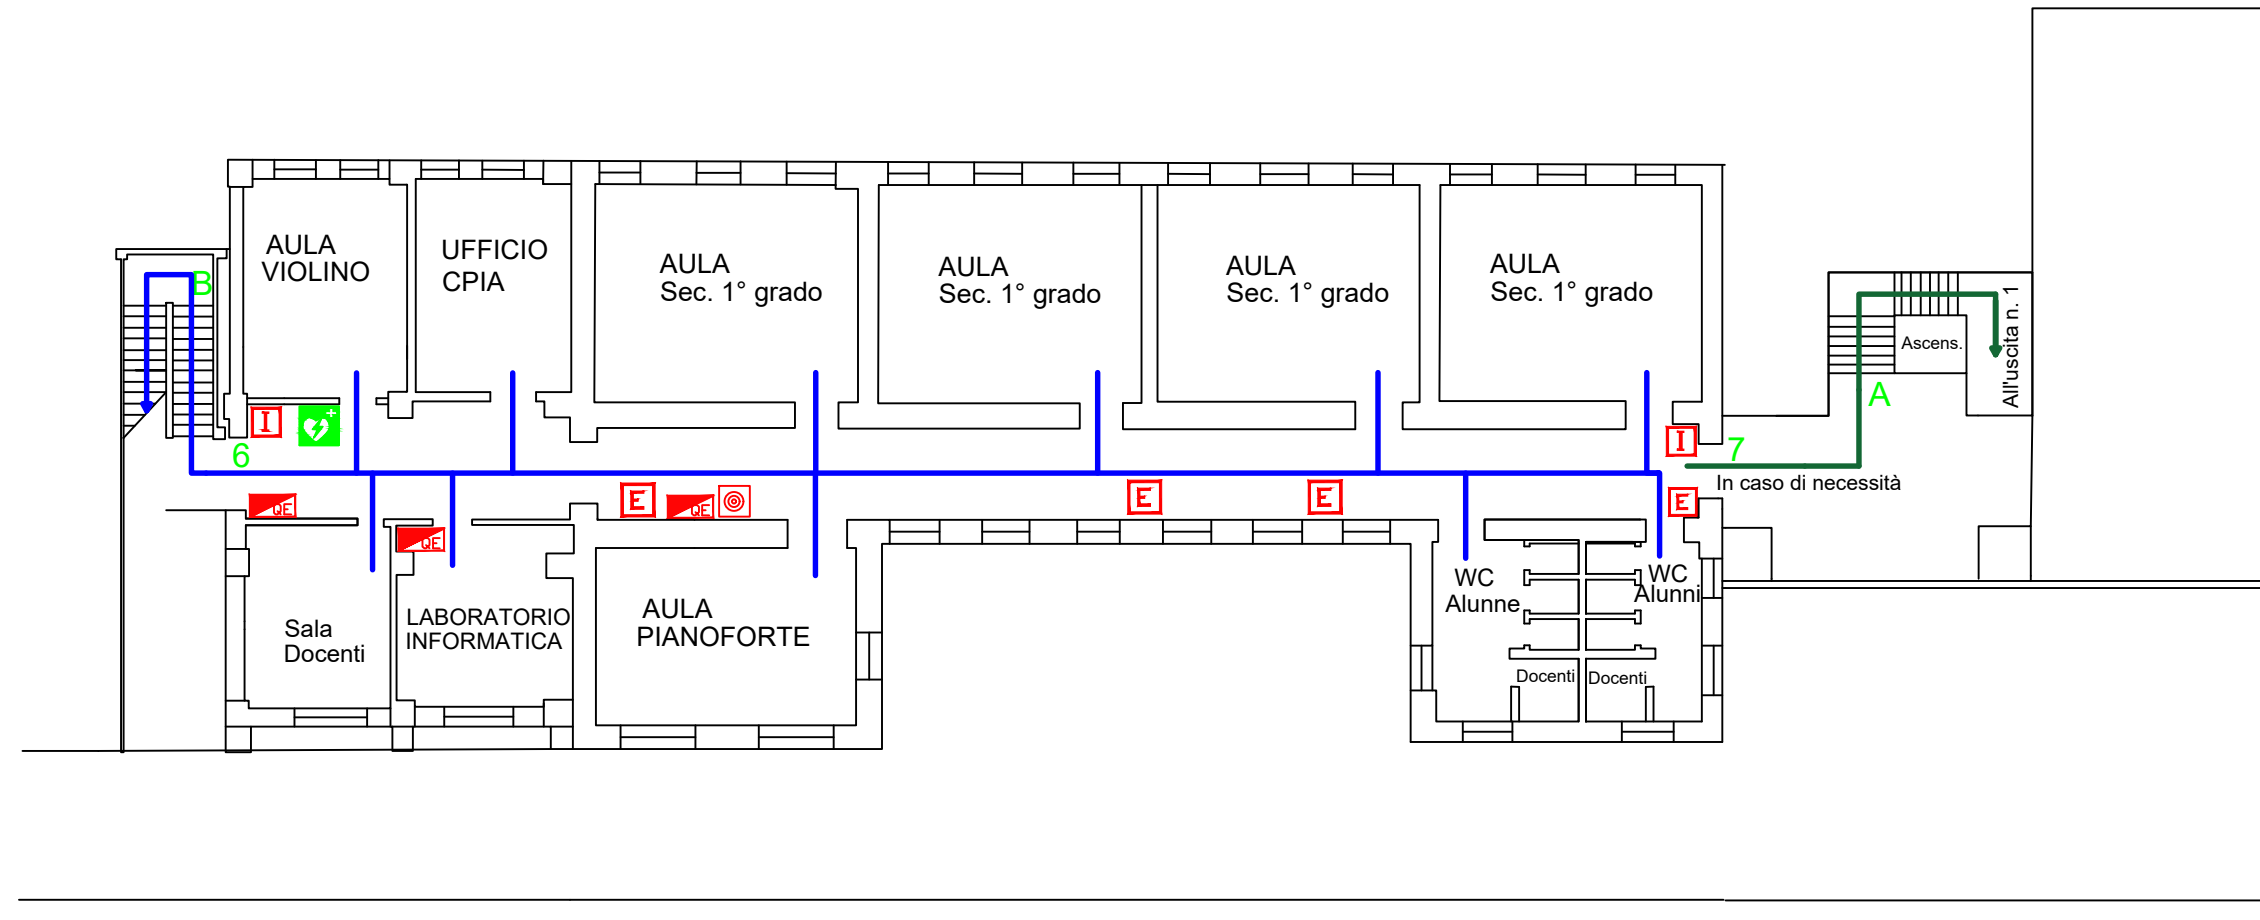 AULA
VIOLINO
UFFICIO
CPIA
AULA
Sec. 1° grado
AULA
Sec. 1° grado
AULA
Sec. 1° grado
AULA
Sec. 1° grado
B
Ascens.
All'uscita n. 1
A
I
6
I
7
In caso di necessità
QE
E
QE
E
E
E
QE
WC
Alunne
WC
Alunni
AULA
PIANOFORTE
LABORATORIO
INFORMATICA
Sala
Docenti
Docenti
Docenti